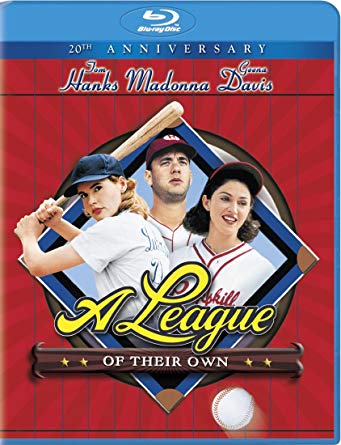 Blu-ray Disc
20TH ANNIVERSARY
Tom Geena
Hanks Madonna Davis
A League
OF THEIR OWN